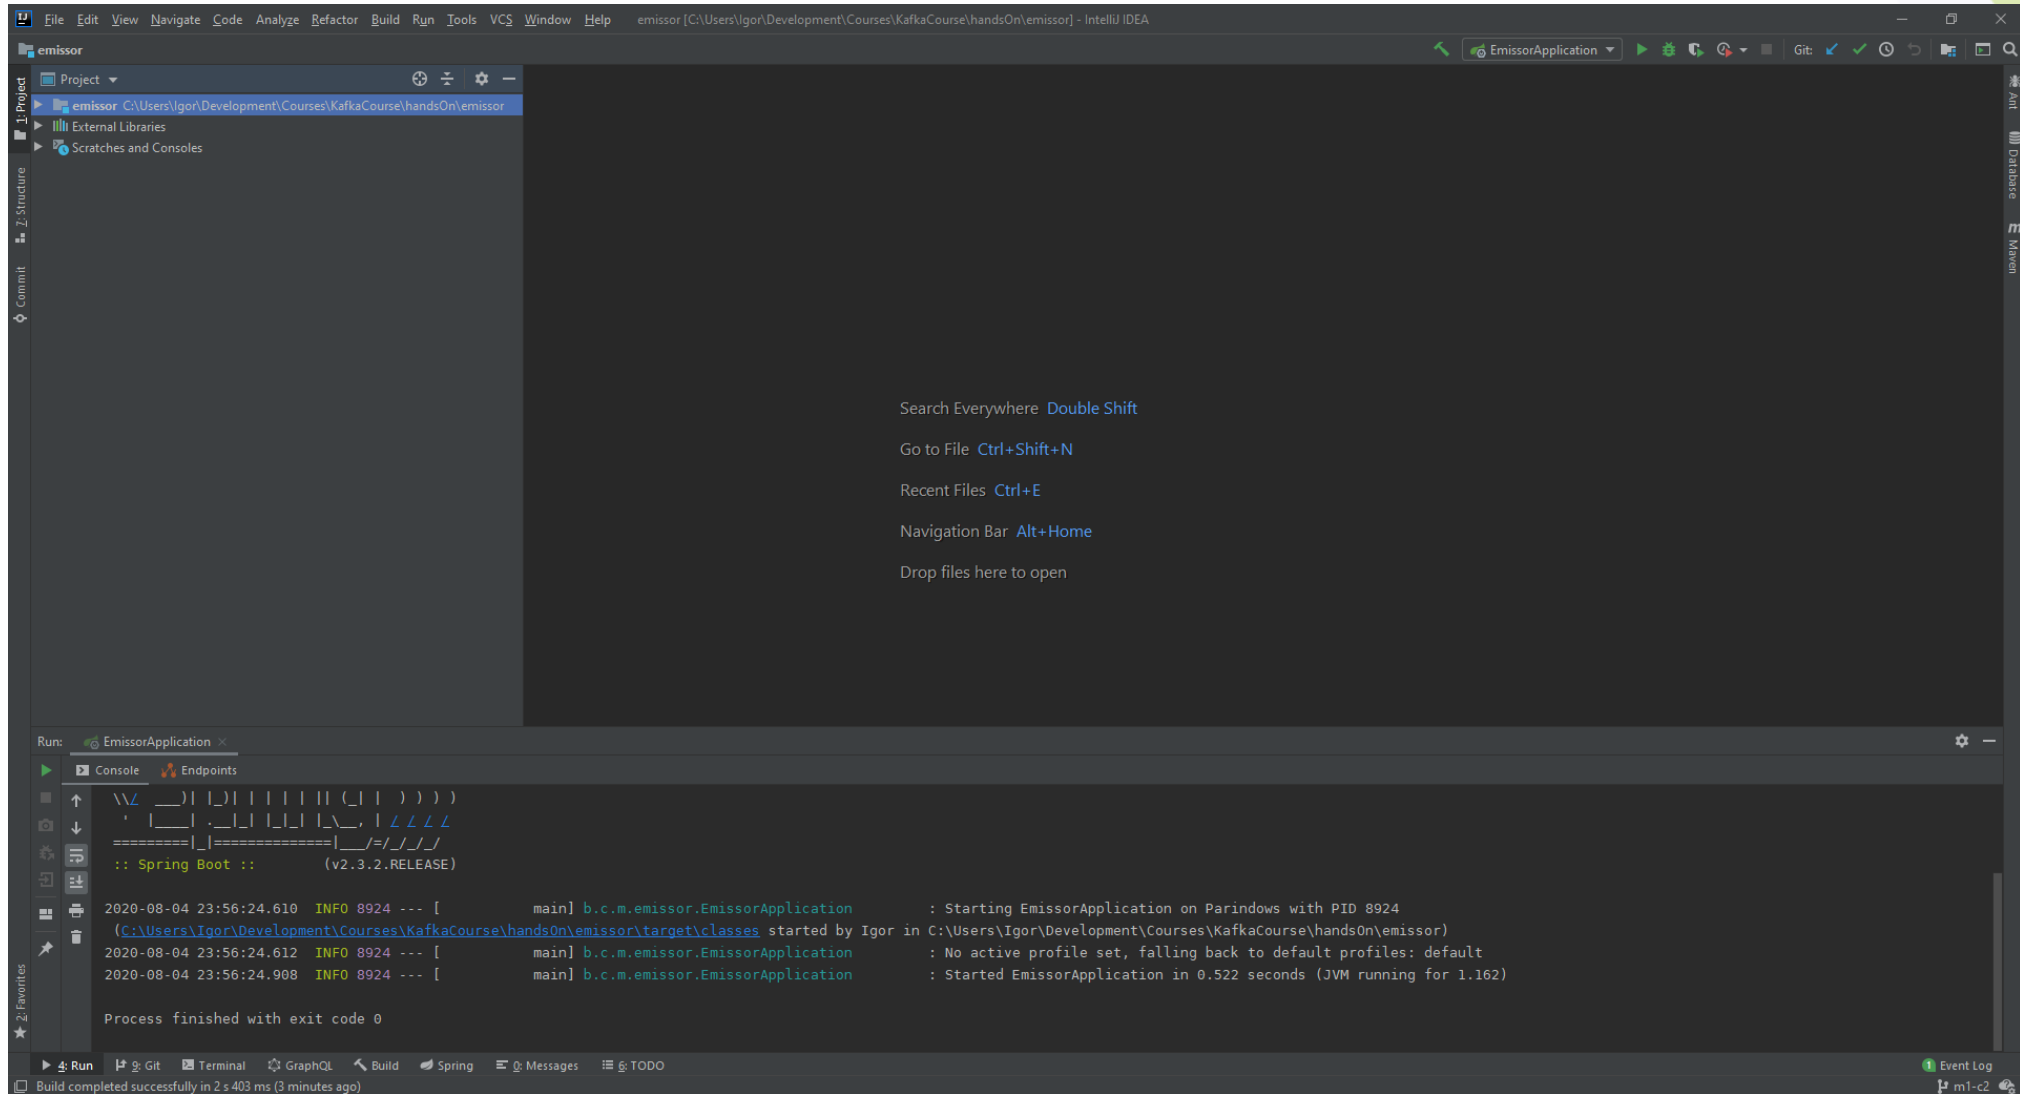 File Edit View Navigate Code Analyze Refactor Build Run Tools VCS Window Help emissor [C:\Users\Igor\Development\Courses\KafkaCourse\handsOn\emissor] - IntelliJ IDEA
emissor
EmissorApplication
Git:
Project
emissor C:\Users\Igor\Development\Courses\KafkaCourse\handsOn\emissor
External Libraries
Scratches and Consoles
1: Project
7: Structure
Commit
2: Favorites
Ant
Database
Maven
Search Everywhere Double Shift
Go to File Ctrl+Shift+N
Recent Files Ctrl+E
Navigation Bar Alt+Home
Drop files here to open
Run: EmissorApplication
Console Endpoints
\\/  ___)| |_)| | | | | || (_| |  ) ) ) )
'  |____| .__|_| |_|_| |_\__, | / / / /
=========|_|==============|___/=/_/_/_/
:: Spring Boot ::        (v2.3.2.RELEASE)
2020-08-04 23:56:24.610  INFO 8924 --- [           main] b.c.m.emissor.EmissorApplication         : Starting EmissorApplication on Parindows with PID 8924
(C:\Users\Igor\Development\Courses\KafkaCourse\handsOn\emissor\target\classes started by Igor in C:\Users\Igor\Development\Courses\KafkaCourse\handsOn\emissor)
2020-08-04 23:56:24.612  INFO 8924 --- [           main] b.c.m.emissor.EmissorApplication         : No active profile set, falling back to default profiles: default
2020-08-04 23:56:24.908  INFO 8924 --- [           main] b.c.m.emissor.EmissorApplication         : Started EmissorApplication in 0.522 seconds (JVM running for 1.162)
Process finished with exit code 0
4: Run 9: Git Terminal GraphQL Build Spring 0: Messages 6: TODO 1 Event Log
Build completed successfully in 2 s 403 ms (3 minutes ago) m1-c2